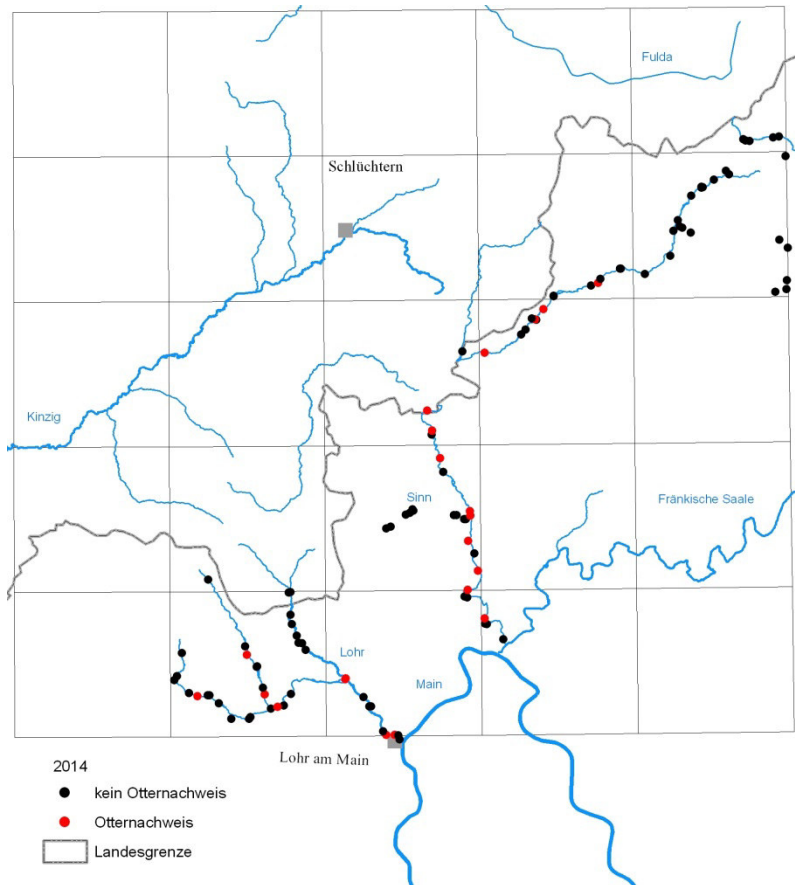 Fulda
Schlüchtern
Kinzig
Sinn
Fränkische Saale
Lohr
Main
Lohr am Main
2014
kein Otternachweis
Otternachweis
Landesgrenze